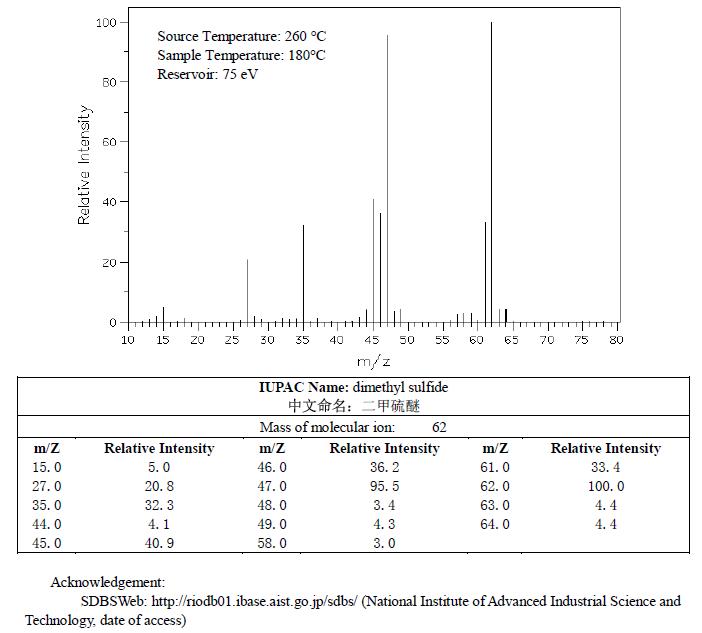 100
80
60
40
20
0
Relative Intensity
Source Temperature: 260 °C
Sample Temperature: 180°C
Reservoir: 75 eV
10 15 20 25 30 35 40 45 50 55 60 65 70 75 80
m/z
IUPAC Name: dimethyl sulfide
中文命名：二甲硫醚
Mass of molecular ion: 62
m/Z Relative Intensity m/Z Relative Intensity m/Z Relative Intensity
15.0 5.0 46.0 36.2 61.0 33.4
27.0 20.8 47.0 95.5 62.0 100.0
35.0 32.3 48.0 3.4 63.0 4.4
44.0 4.1 49.0 4.3 64.0 4.4
45.0 40.9 58.0 3.0
Acknowledgement:
SDBSWeb: http://riodb01.ibase.aist.go.jp/sdbs/ (National Institute of Advanced Industrial Science and
Technology, date of access)